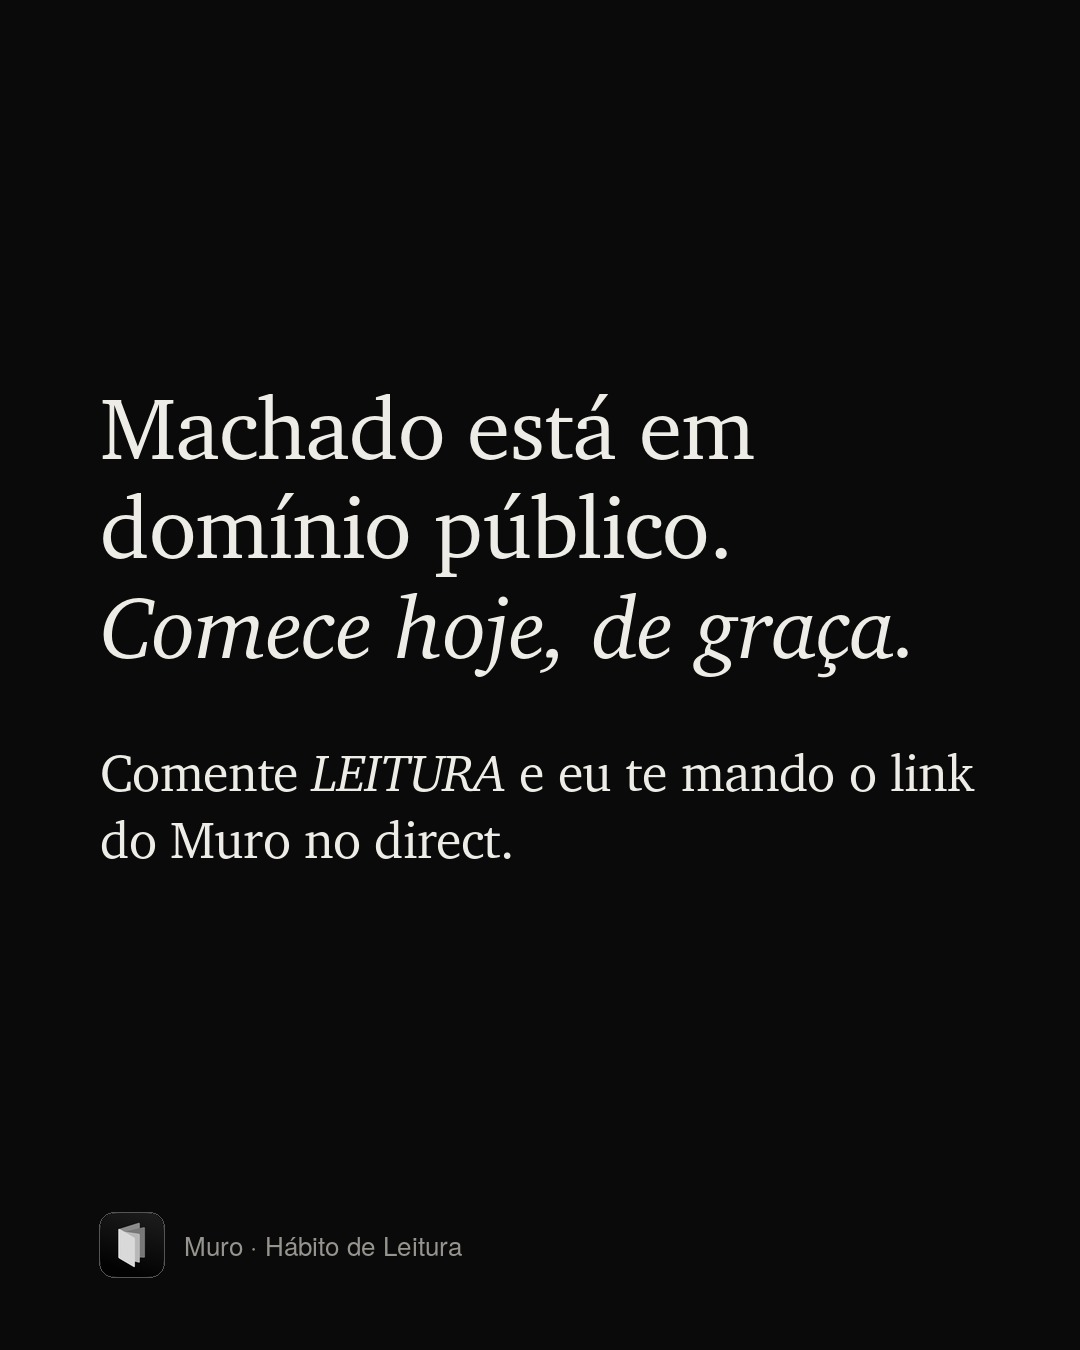 Machado está em
domínio público.
Comece hoje, de graça.
Comente LEITURA e eu te mando o link
do Muro no direct.
Muro · Hábito de Leitura